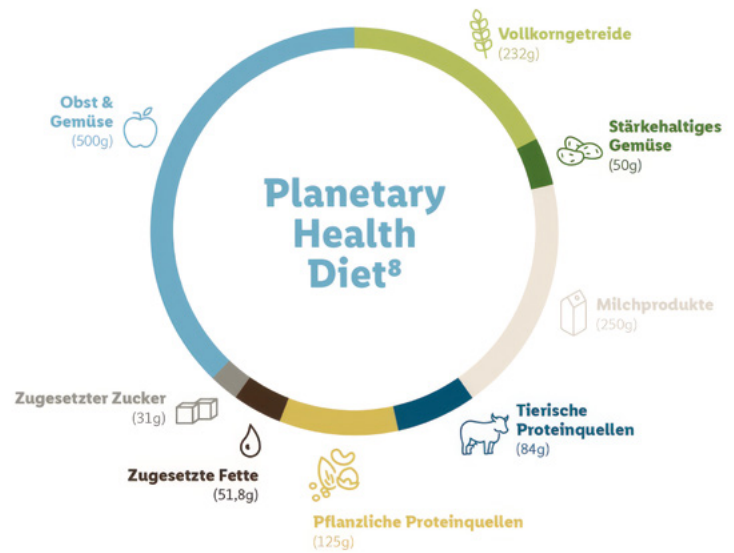 Vollkorngetreide
(232g)
Obst &
Gemüse
(500g)
Stärkehaltiges
Gemüse
(50g)
Planetary
Health
Diet⁸
Milchprodukte
(250g)
Zugesetzter Zucker
(31g)
Tierische
Proteinquellen
(84g)
Zugesetzte Fette
(51,8g)
Pflanzliche Proteinquellen
(125g)